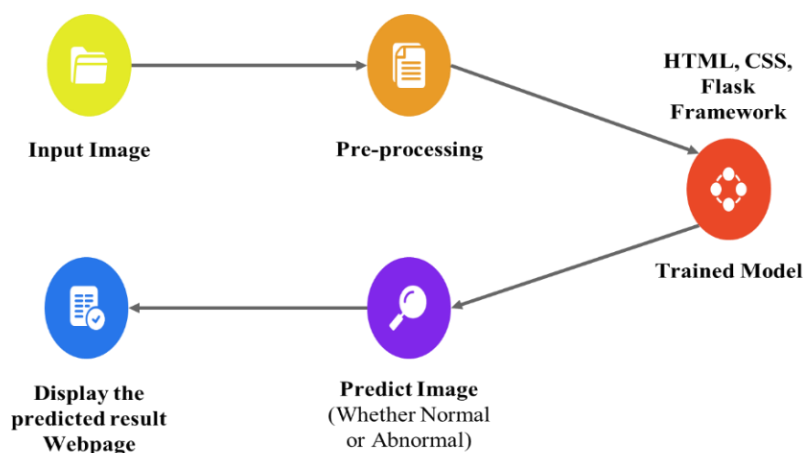 Input Image
Pre-processing
HTML, CSS,
Flask
Framework
Trained Model
Predict Image
(Whether Normal
or Abnormal)
Display the
predicted result
Webpage